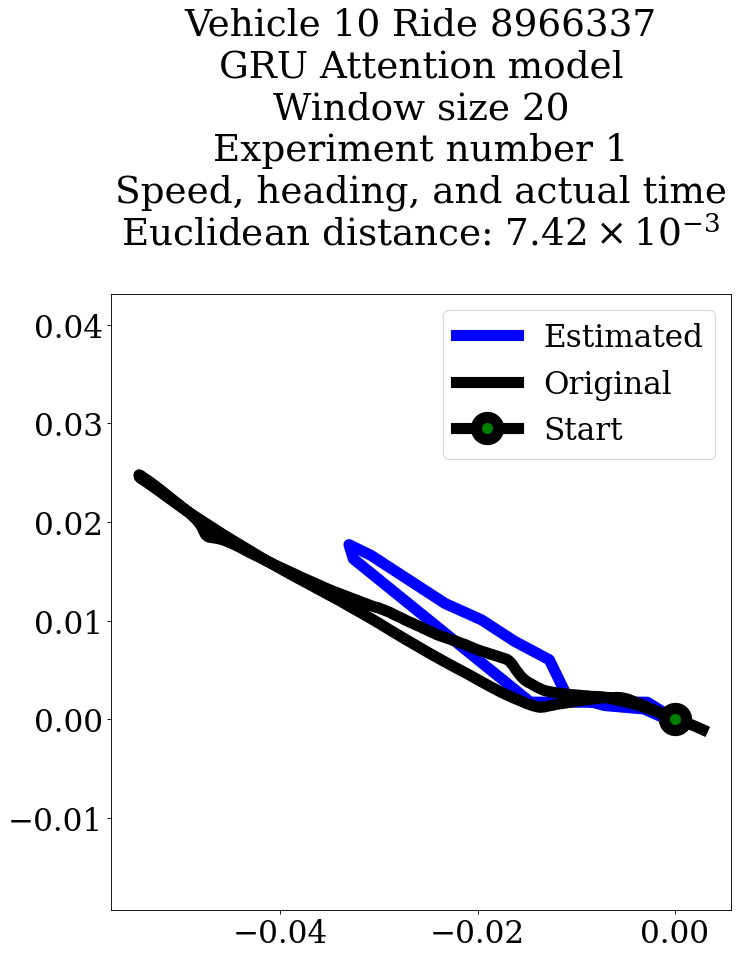 Vehicle 10 Ride 8966337
GRU Attention model
Window size 20
Experiment number 1
Speed, heading, and actual time
Euclidean distance: 7.42 × 10⁻³
Estimated
Original
Start
0.04
0.03
0.02
0.01
0.00
−0.01
−0.04
−0.02
0.00